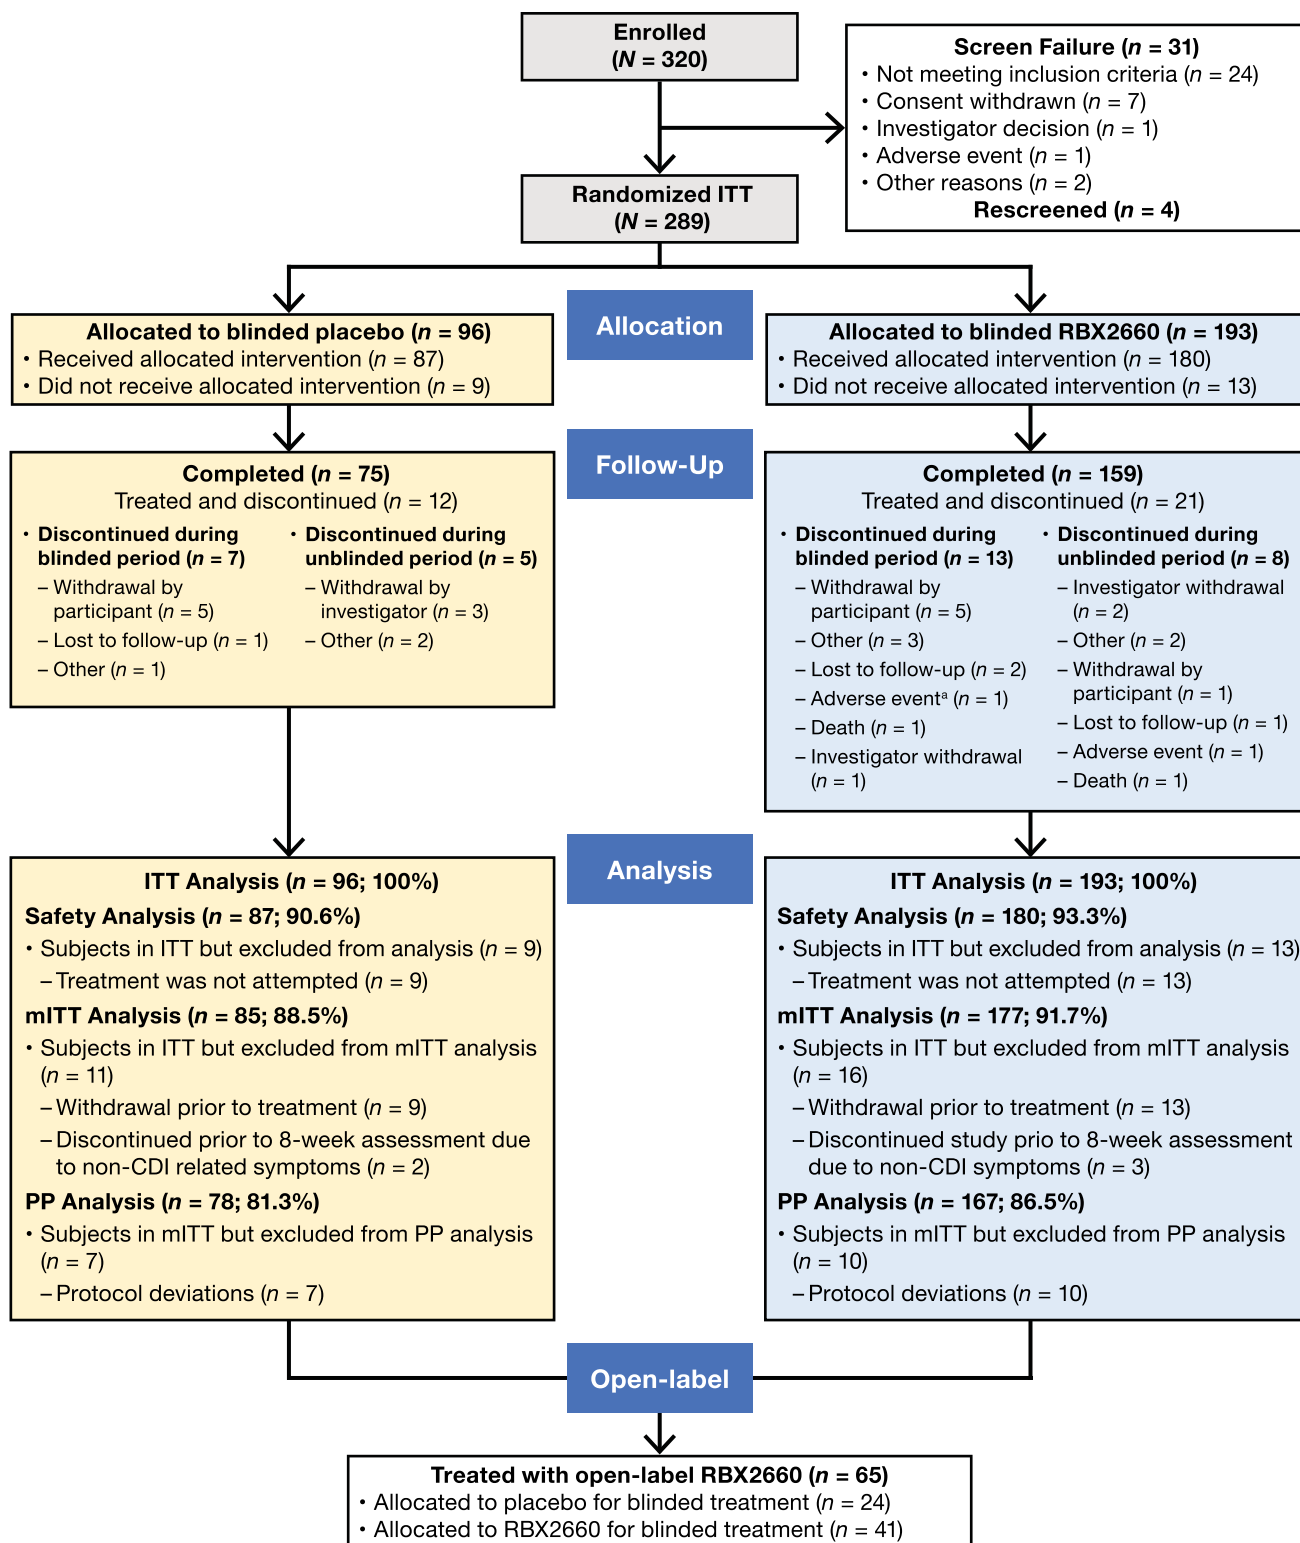 Enrolled
(N = 320)
Screen Failure (n = 31)
• Not meeting inclusion criteria (n = 24)
• Consent withdrawn (n = 7)
• Investigator decision (n = 1)
• Adverse event (n = 1)
• Other reasons (n = 2)
Rescreened (n = 4)
Randomized ITT
(N = 289)
Allocation
Allocated to blinded placebo (n = 96)
• Received allocated intervention (n = 87)
• Did not receive allocated intervention (n = 9)
Allocated to blinded RBX2660 (n = 193)
• Received allocated intervention (n = 180)
• Did not receive allocated intervention (n = 13)
Follow-Up
Completed (n = 75)
Treated and discontinued (n = 12)
• Discontinued during
blinded period (n = 7)
– Withdrawal by
participant (n = 5)
– Lost to follow-up (n = 1)
– Other (n = 1)
• Discontinued during
unblinded period (n = 5)
– Withdrawal by
investigator (n = 3)
– Other (n = 2)
Completed (n = 159)
Treated and discontinued (n = 21)
• Discontinued during
blinded period (n = 13)
– Withdrawal by
participant (n = 5)
– Other (n = 3)
– Lost to follow-up (n = 2)
– Adverse eventᵃ (n = 1)
– Death (n = 1)
– Investigator withdrawal
(n = 1)
• Discontinued during
unblinded period (n = 8)
– Investigator withdrawal
(n = 2)
– Other (n = 2)
– Withdrawal by
participant (n = 1)
– Lost to follow-up (n = 1)
– Adverse event (n = 1)
– Death (n = 1)
Analysis
ITT Analysis (n = 96; 100%)
Safety Analysis (n = 87; 90.6%)
• Subjects in ITT but excluded from analysis (n = 9)
– Treatment was not attempted (n = 9)
mITT Analysis (n = 85; 88.5%)
• Subjects in ITT but excluded from mITT analysis
(n = 11)
– Withdrawal prior to treatment (n = 9)
– Discontinued prior to 8-week assessment due
to non-CDI related symptoms (n = 2)
PP Analysis (n = 78; 81.3%)
• Subjects in mITT but excluded from PP analysis
(n = 7)
– Protocol deviations (n = 7)
ITT Analysis (n = 193; 100%)
Safety Analysis (n = 180; 93.3%)
• Subjects in ITT but excluded from analysis (n = 13)
– Treatment was not attempted (n = 13)
mITT Analysis (n = 177; 91.7%)
• Subjects in ITT but excluded from mITT analysis
(n = 16)
– Withdrawal prior to treatment (n = 13)
– Discontinued study prio to 8-week assessment
due to non-CDI symptoms (n = 3)
PP Analysis (n = 167; 86.5%)
• Subjects in mITT but excluded from PP analysis
(n = 10)
– Protocol deviations (n = 10)
Open-label
Treated with open-label RBX2660 (n = 65)
• Allocated to placebo for blinded treatment (n = 24)
• Allocated to RBX2660 for blinded treatment (n = 41)